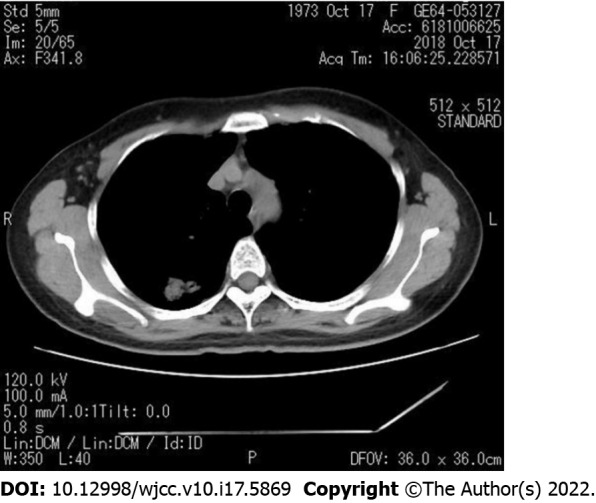 Std 5mm
Se: 5/5
Im: 20/65
Ax: F341.8
1973 Oct 17 F GE64-053127
Acc: 6181006625
2018 Oct 17
Acq Tm: 16:06:25.228571
512 × 512
STANDARD
R
L
120.0 kV
100.0 mA
5.0 mm/1.0:1Tilt: 0.0
0.8 s
Lin:DCM / Lin:DCM / Id:ID
W:350 L:40
P
DFOV: 36.0 × 36.0cm
DOI: 10.12998/wjcc.v10.i17.5869 Copyright ©The Author(s) 2022.